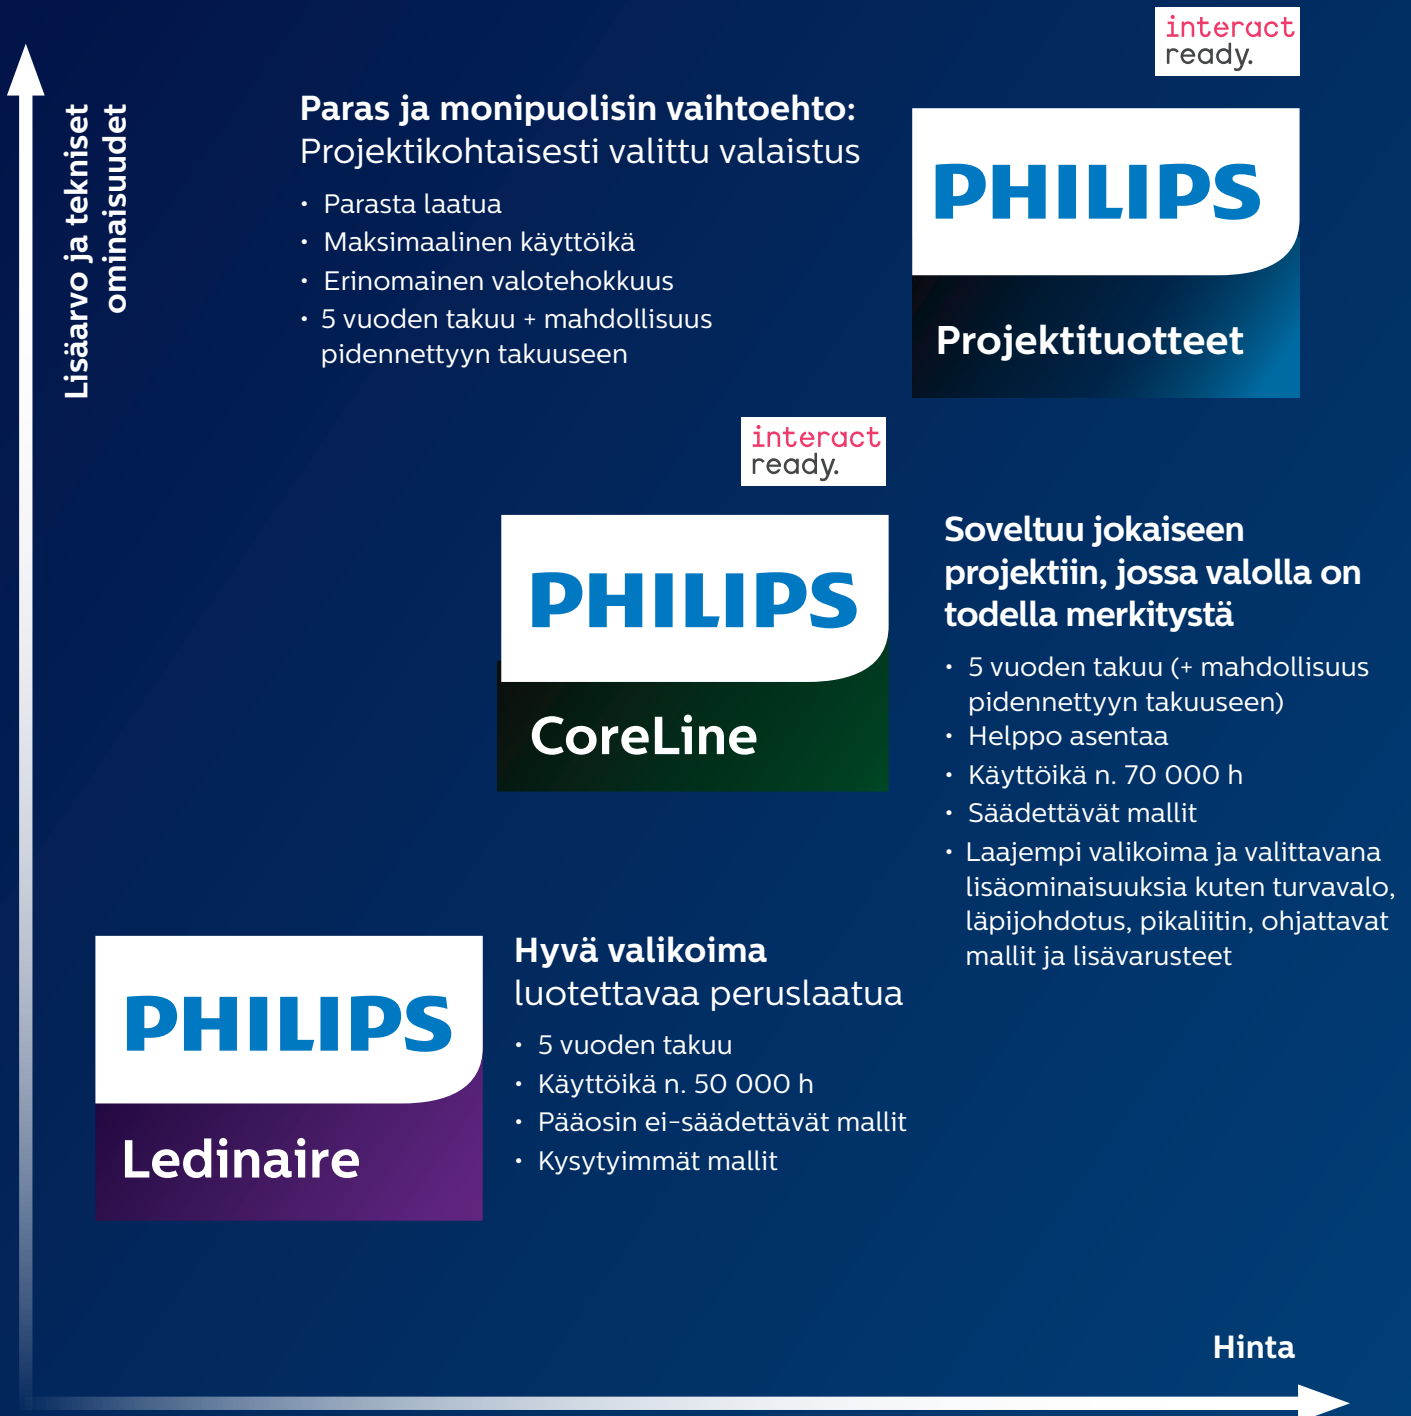 interact
ready.
Lisäarvo ja tekniset
ominaisuudet
Paras ja monipuolisin vaihtoehto:
Projektikohtaisesti valittu valaistus
• Parasta laatua
• Maksimaalinen käyttöikä
• Erinomainen valotehokkuus
• 5 vuoden takuu + mahdollisuus
pidennettyyn takuuseen
PHILIPS
Projektituotteet
interact
ready.
PHILIPS
CoreLine
Soveltuu jokaiseen
projektiin, jossa valolla on
todella merkitystä
• 5 vuoden takuu (+ mahdollisuus
pidennettyyn takuuseen)
• Helppo asentaa
• Käyttöikä n. 70 000 h
• Säädettävät mallit
• Laajempi valikoima ja valittavana
lisäominaisuuksia kuten turvavalo,
läpijohdotus, pikaliitin, ohjattavat
mallit ja lisävarusteet
PHILIPS
Ledinaire
Hyvä valikoima
luotettavaa peruslaatua
• 5 vuoden takuu
• Käyttöikä n. 50 000 h
• Pääosin ei-säädettävät mallit
• Kysytyimmät mallit
Hinta